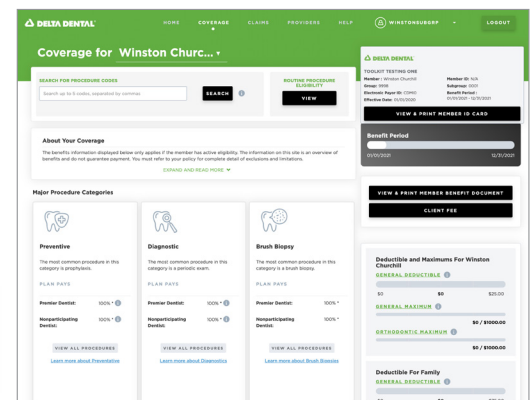 DELTA DENTAL
HOME
COVERAGE
CLAIMS
PROVIDERS
HELP
WINSTONSUBGRP
LOGOUT
Coverage for Winston Churc...
SEARCH FOR PROCEDURE CODES
Search up to 5 codes, separated by commas
SEARCH
ROUTINE PROCEDURE
ELIGIBILITY
VIEW
About Your Coverage
The benefits information displayed below only applies if the member has active eligibility. The information on this site is an overview of
benefits and do not guarantee payment. You must refer to your policy for complete detail of exclusions and limitations.
EXPAND AND READ MORE
Major Procedure Categories
Preventive
The most common procedure in this
category is prophylaxis.
PLAN PAYS
Premier Dentist: 100% *
Nonparticipating 100% *
Dentist:
VIEW ALL PROCEDURES
Learn more about Preventative
Diagnostic
The most common procedure in this
category is a periodic exam.
PLAN PAYS
Premier Dentist: 100% *
Nonparticipating 100% *
Dentist:
VIEW ALL PROCEDURES
Learn more about Diagnostics
Brush Biopsy
The most common procedure in this
category is a brush biopsy.
PLAN PAYS
Premier Dentist: 100% *
Nonparticipating 100% *
Dentist:
VIEW ALL PROCEDURES
Learn more about Brush Biopsies
DELTA DENTAL
TOOLKIT TESTING ONE
Member : Winston Churchill
Member ID: N/A
Group: 9998
Subgroup: 0001
Electronic Payor ID: CDMIO
Benefit Period :
Effective Date: 01/01/2020
01/01/2021 - 12/31/2021
VIEW & PRINT MEMBER ID CARD
Benefit Period
01/01/2021
12/31/2021
VIEW & PRINT MEMBER BENEFIT DOCUMENT
CLIENT FEE
Deductible and Maximums For Winston
Churchill
GENERAL DEDUCTIBLE
$0 $0 $25.00
GENERAL MAXIMUM
$0 / $1000.00
ORTHODONTIC MAXIMUM
$0 / $1000.00
Deductible For Family
GENERAL DEDUCTIBLE